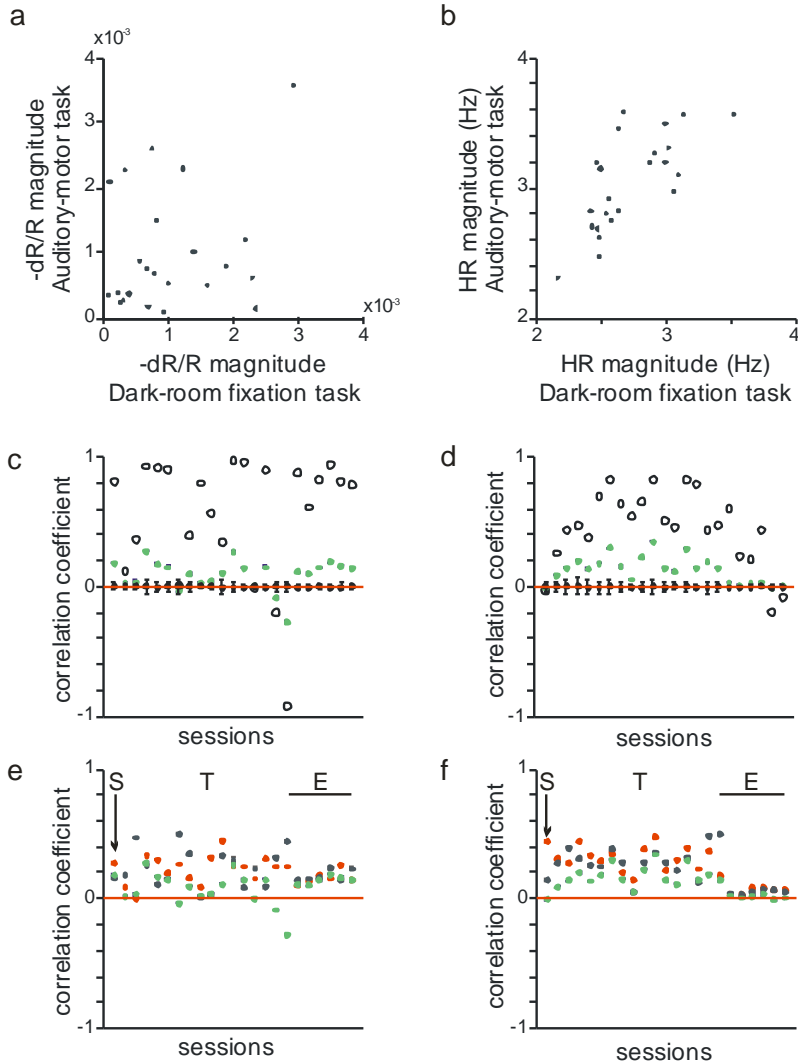 a
x10-3
4
3
2
1
0
0
1
2
3
4
x10-3
-dR/R magnitude
Auditory-motor task
-dR/R magnitude
Dark-room fixation task
b
4
3
2
2
3
4
HR magnitude (Hz)
Auditory-motor task
HR magnitude (Hz)
Dark-room fixation task
c
1
0
-1
correlation coefficient
sessions
d
1
0
-1
correlation coefficient
sessions
e
1
0
-1
S
T
E
correlation coefficient
sessions
f
1
0
-1
S
T
E
correlation coefficient
sessions